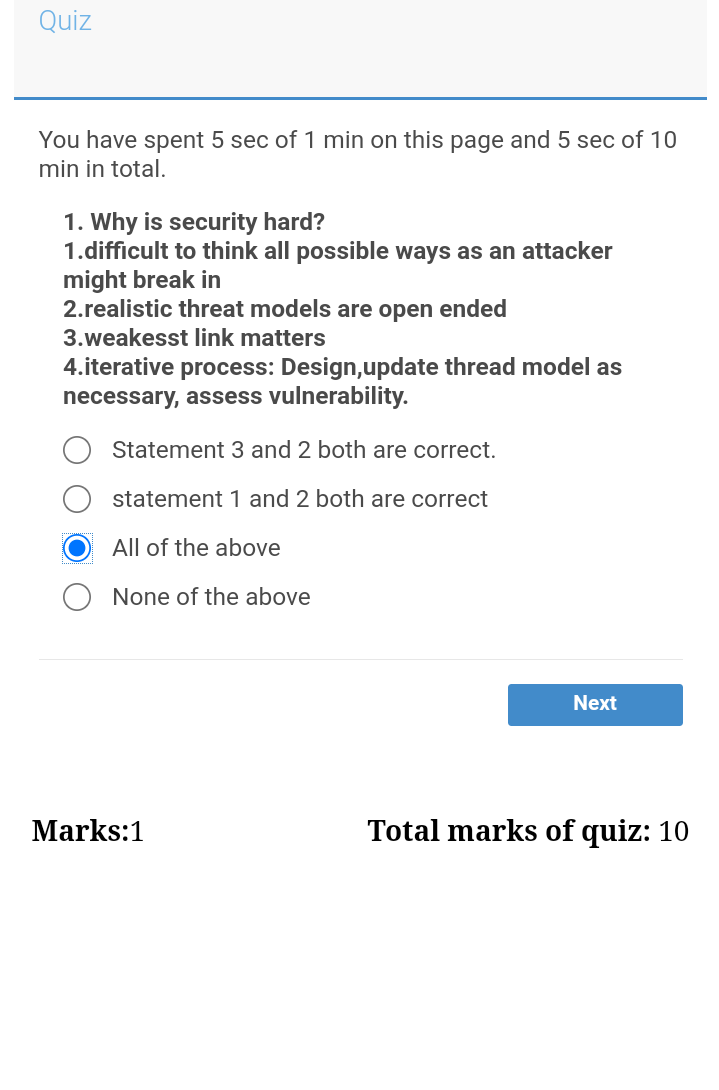 Quiz
You have spent 5 sec of 1 min on this page and 5 sec of 10
min in total.
1. Why is security hard?
1.difficult to think all possible ways as an attacker
might break in
2.realistic threat models are open ended
3.weakesst link matters
4.iterative process: Design,update thread model as
necessary, assess vulnerability.
Statement 3 and 2 both are correct.
statement 1 and 2 both are correct
All of the above
None of the above
Next
Marks:1 Total marks of quiz: 10